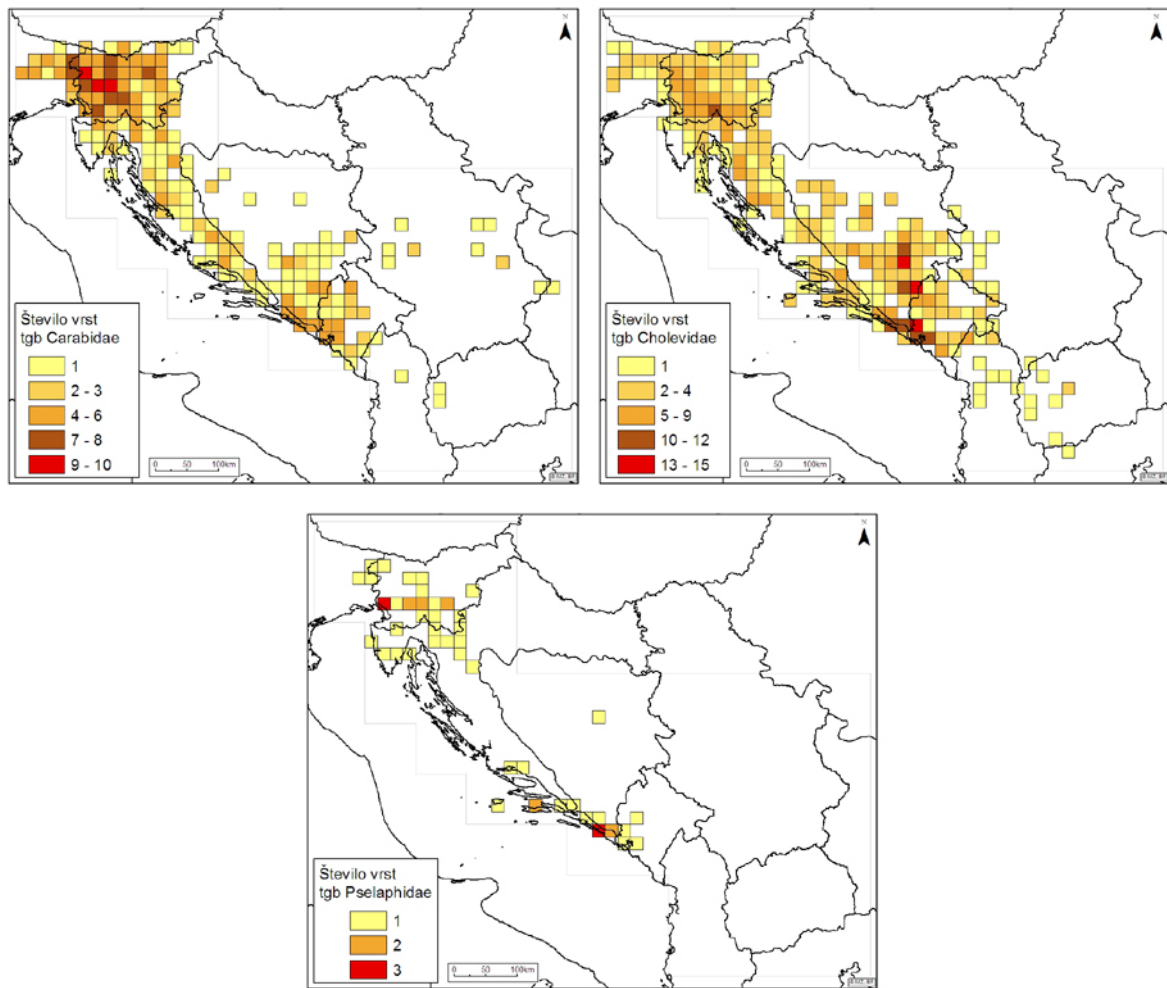 N
Število vrst
tgb Carabidae
1
2 - 3
4 - 6
7 - 8
9 - 10
0 50 100km
N
Število vrst
tgb Cholevidae
1
2 - 4
5 - 9
10 - 12
13 - 15
0 50 100km
N
Število vrst
tgb Pselaphidae
1
2
3
0 50 100km